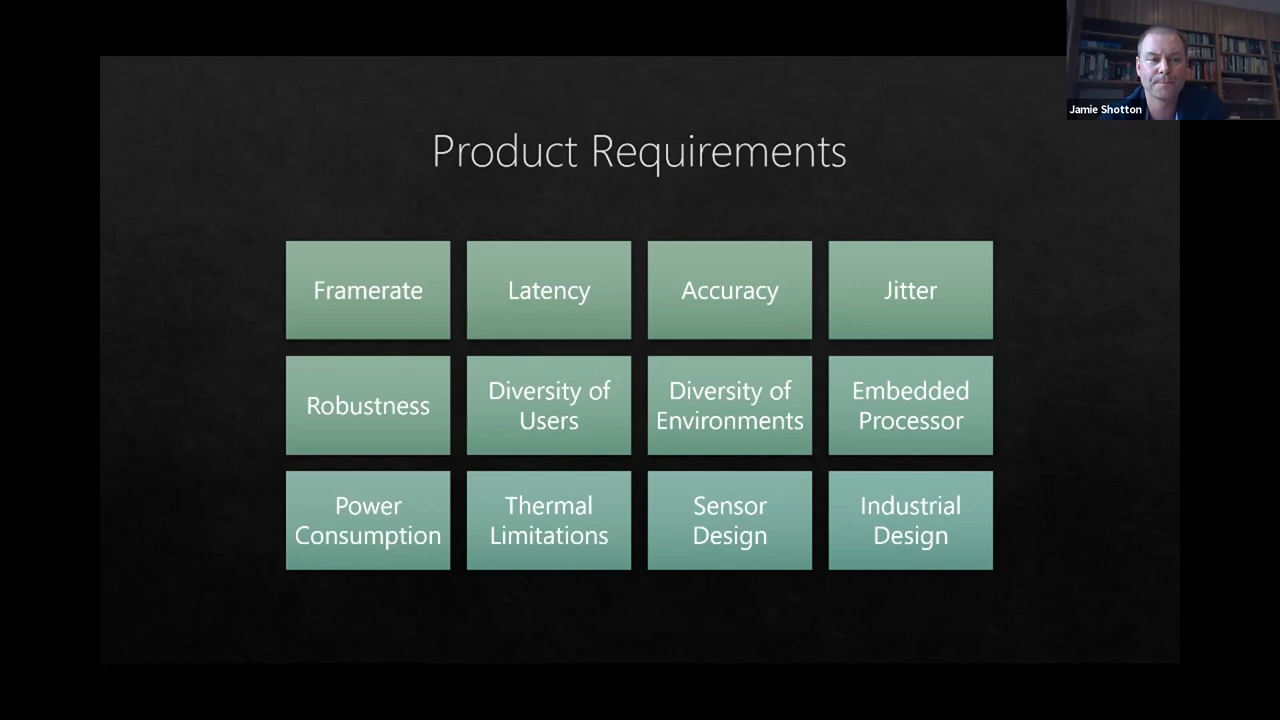 Jamie Shotton
Product Requirements
Framerate
Latency
Accuracy
Jitter
Robustness
Diversity of
Users
Diversity of
Environments
Embedded
Processor
Power
Consumption
Thermal
Limitations
Sensor
Design
Industrial
Design